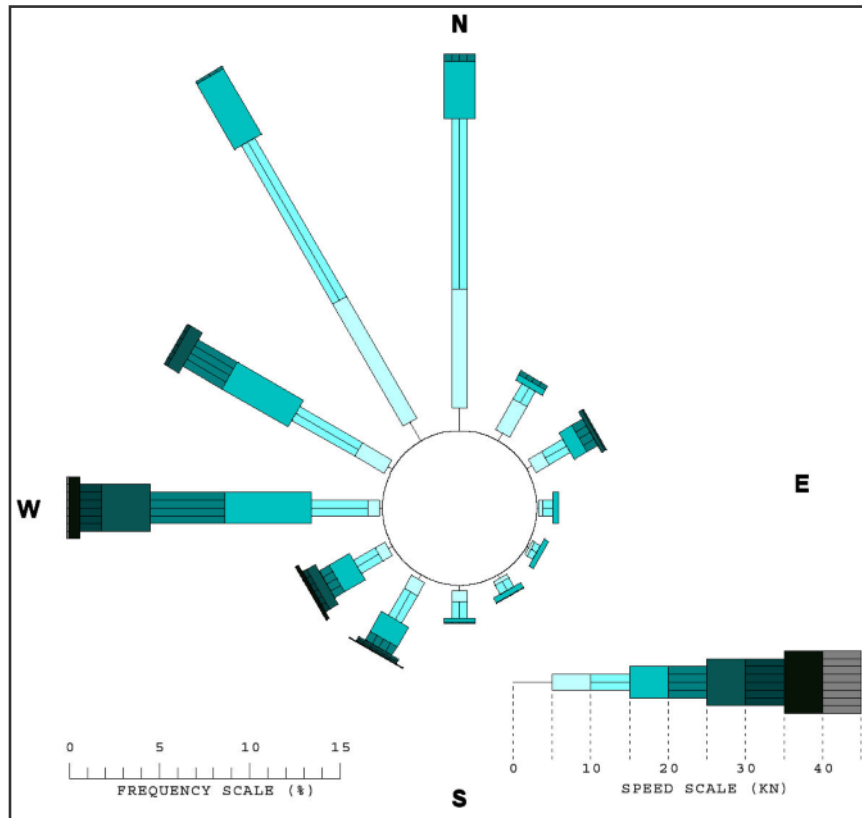 N
W
E
0 5 10 15
FREQUENCY SCALE (%)
0 10 20 30 40
SPEED SCALE (KN)
S